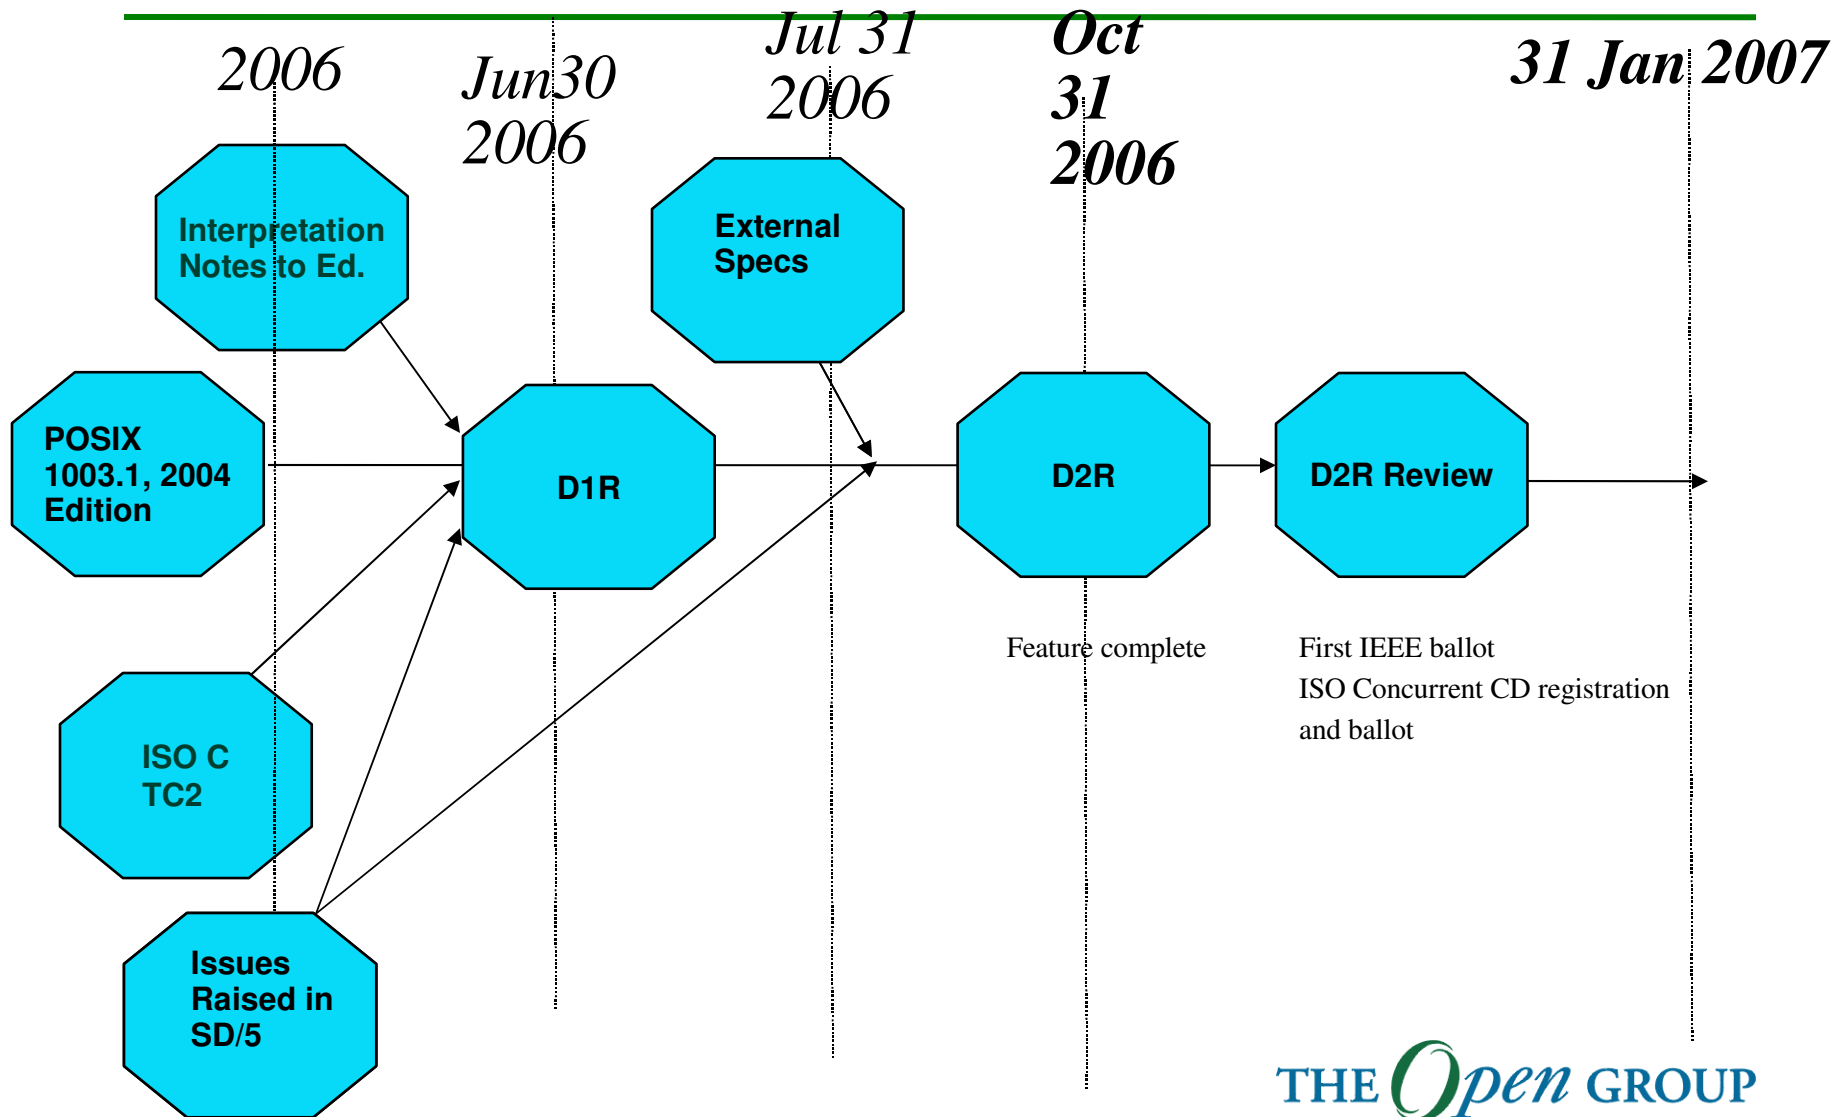 2006
Jun30
2006
Jul 31
2006
Oct
31
2006
31 Jan 2007
Interpretation
Notes to Ed.
External
Specs
POSIX
1003.1, 2004
Edition
D1R
D2R
D2R Review
Feature complete
First IEEE ballot
ISO Concurrent CD registration
and ballot
ISO C
TC2
Issues
Raised in
SD/5
THE Open GROUP